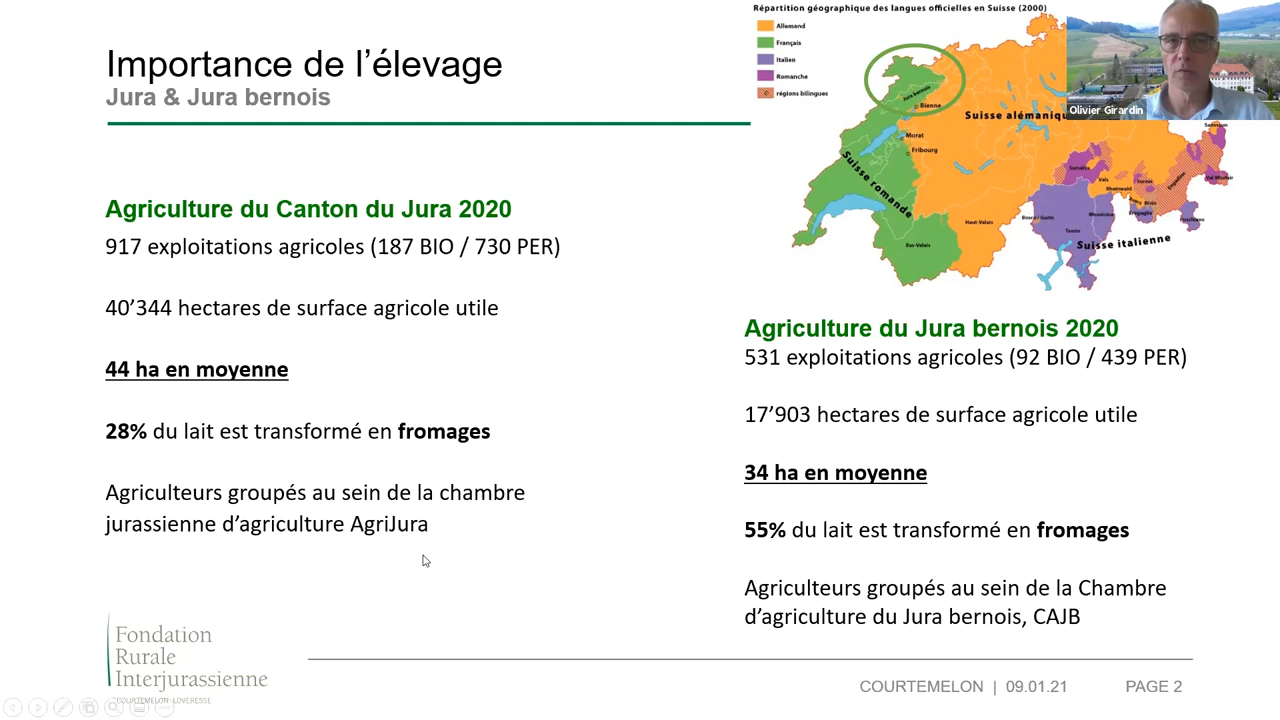 Importance de l’élevage
Jura & Jura bernois
Agriculture du Canton du Jura 2020
917 exploitations agricoles (187 BIO / 730 PER)
40’344 hectares de surface agricole utile
44 ha en moyenne
28% du lait est transformé en fromages
Agriculteurs groupés au sein de la chambre
jurassienne d’agriculture AgriJura
Répartition géographique des langues officielles en Suisse (2000)
Allemand
Français
Italien
Romanche
régions bilingues
Jura bernois
Bienne
Suisse alémanique
Morat
Fribourg
Suisse romande
Haut-Valais
Bas-Valais
Tessin
Engadine
Suisse italienne
Olivier Girardin
Agriculture du Jura bernois 2020
531 exploitations agricoles (92 BIO / 439 PER)
17’903 hectares de surface agricole utile
34 ha en moyenne
55% du lait est transformé en fromages
Agriculteurs groupés au sein de la Chambre
d’agriculture du Jura bernois, CAJB
Fondation
Rurale
Interjurassienne
COURTEMELON LOVERESSE
COURTEMELON | 09.01.21 PAGE 2